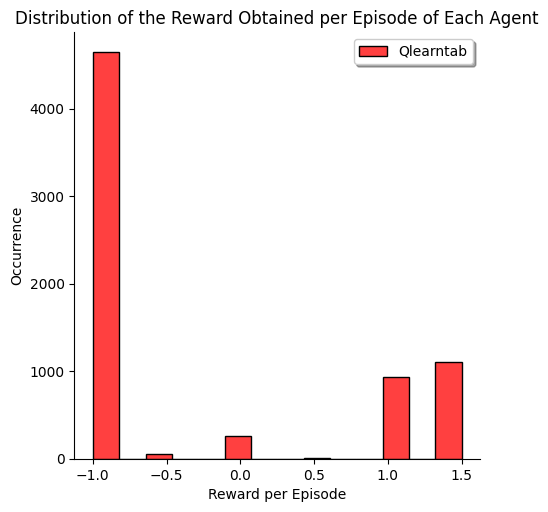 Distribution of the Reward Obtained per Episode of Each Agent
Qlearntab
Occurrence
4000
3000
2000
1000
0
−1.0 −0.5 0.0 0.5 1.0 1.5
Reward per Episode